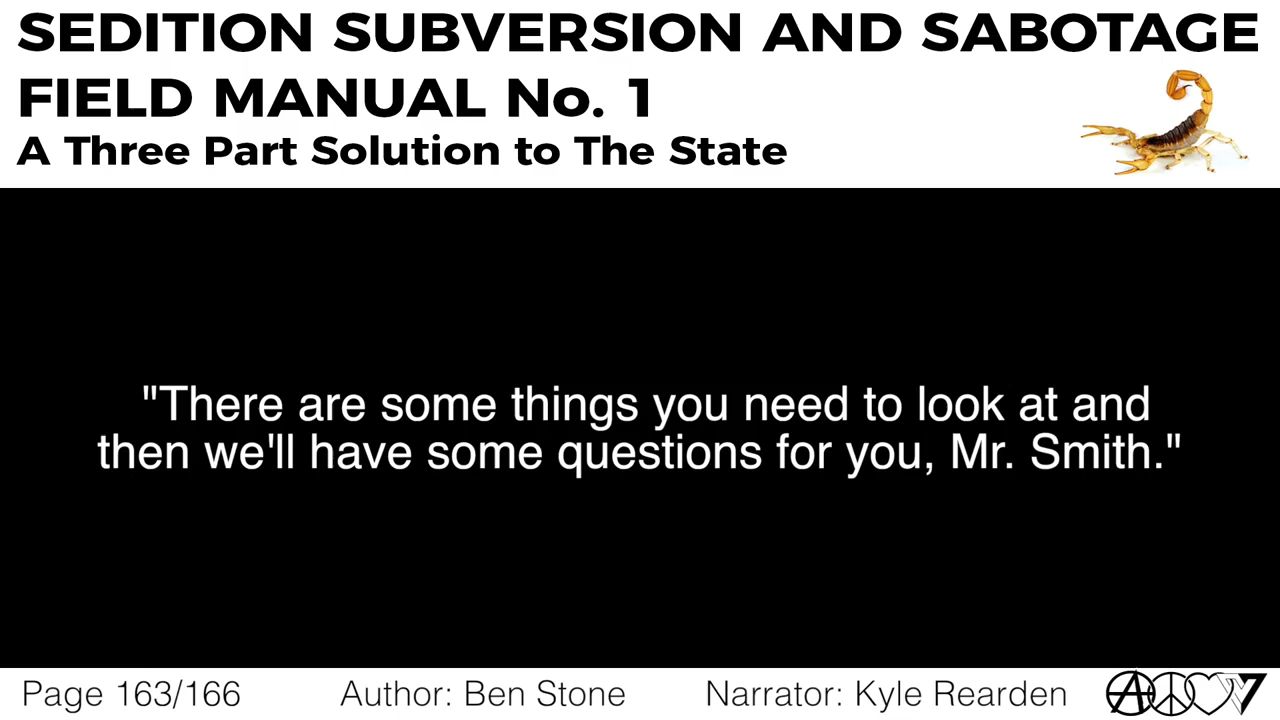 SEDITION SUBVERSION AND SABOTAGE
FIELD MANUAL No. 1
A Three Part Solution to The State
"There are some things you need to look at and
then we'll have some questions for you, Mr. Smith."
Page 163/166 Author: Ben Stone Narrator: Kyle Rearden